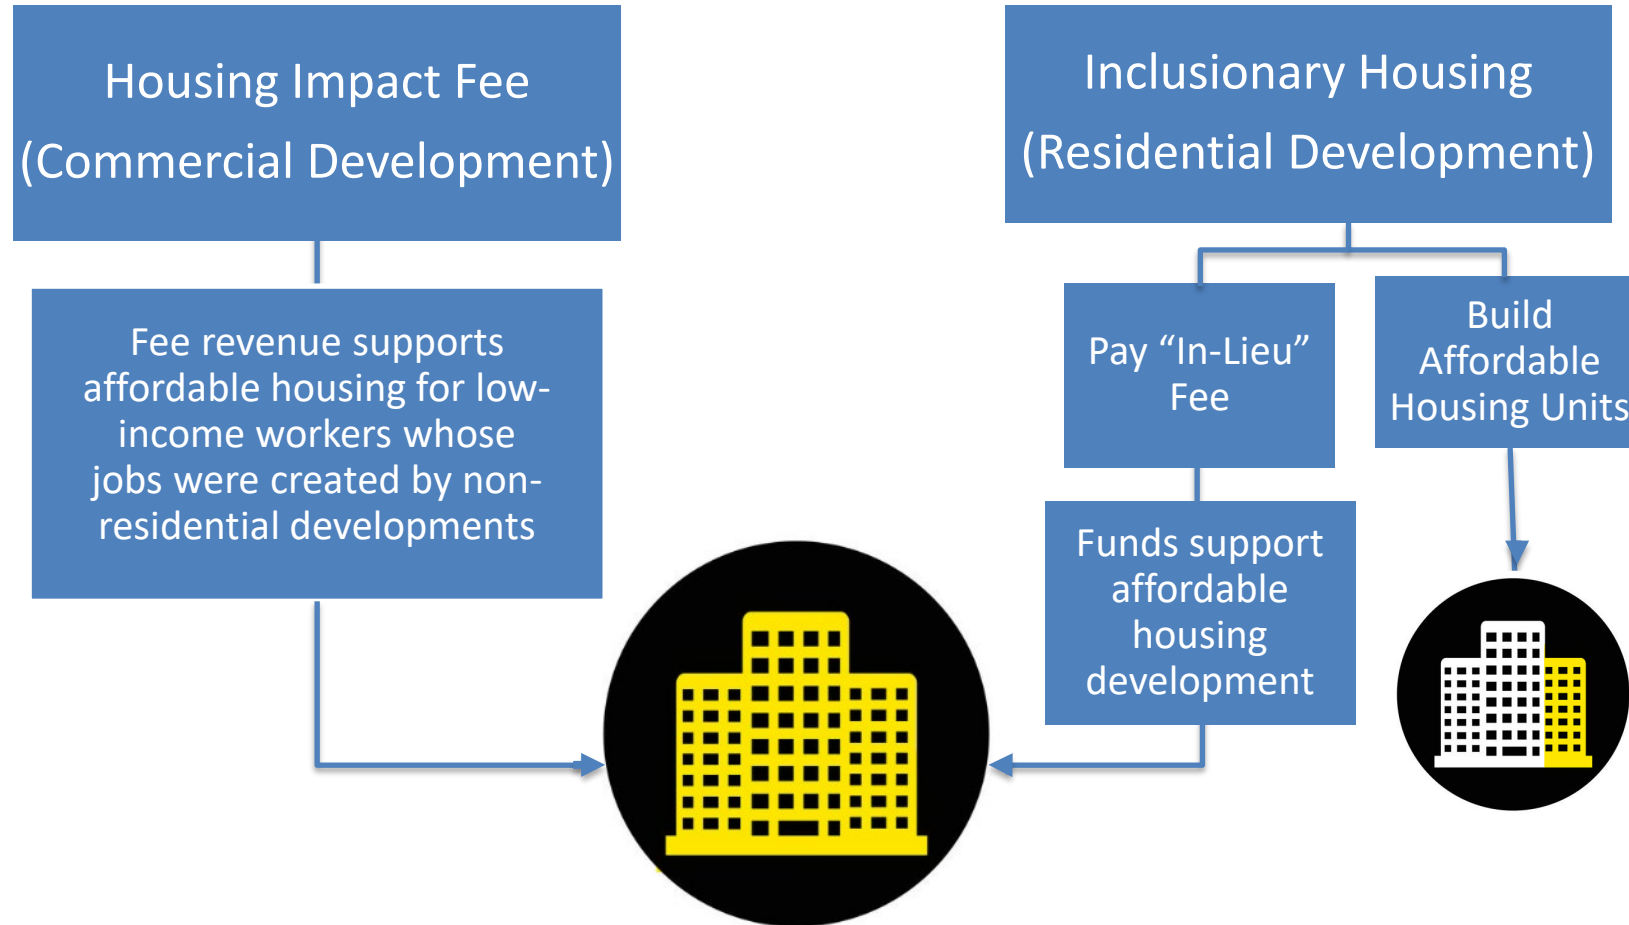 Housing Impact Fee
(Commercial Development)
Fee revenue supports
affordable housing for low-
income workers whose
jobs were created by non-
residential developments
Inclusionary Housing
(Residential Development)
Pay “In-Lieu”
Fee
Funds support
affordable
housing
development
Build
Affordable
Housing Units